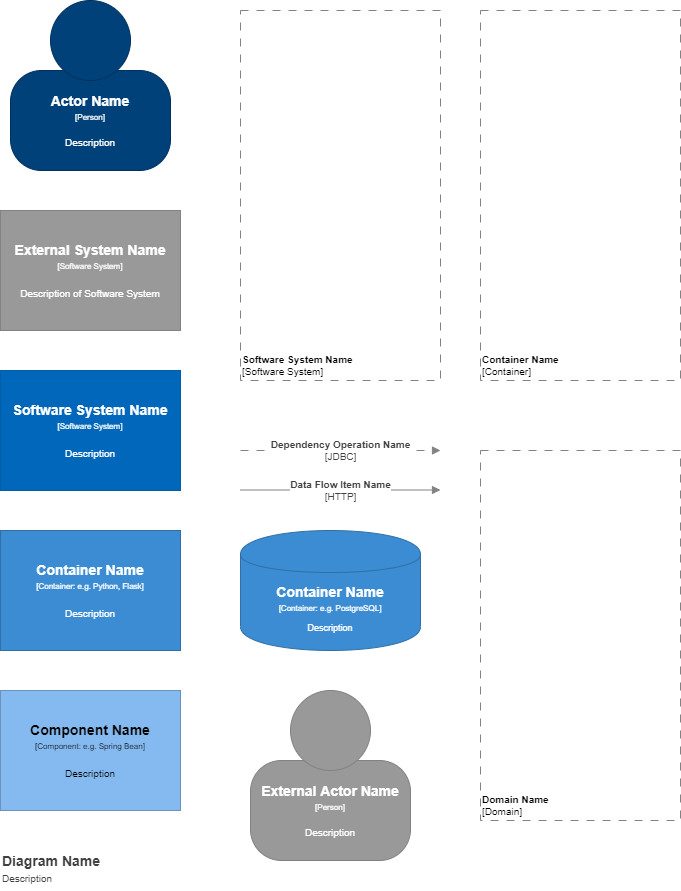 Actor Name
[Person]
Description
External System Name
[Software System]
Description of Software System
Software System Name
[Software System]
Container Name
[Container]
Software System Name
[Software System]
Description
Dependency Operation Name
[JDBC]
Data Flow Item Name
[HTTP]
Container Name
[Container: e.g. Python, Flask]
Description
Container Name
[Container: e.g. PostgreSQL]
Description
Component Name
[Component: e.g. Spring Bean]
Description
External Actor Name
[Person]
Description
Domain Name
[Domain]
Diagram Name
Description